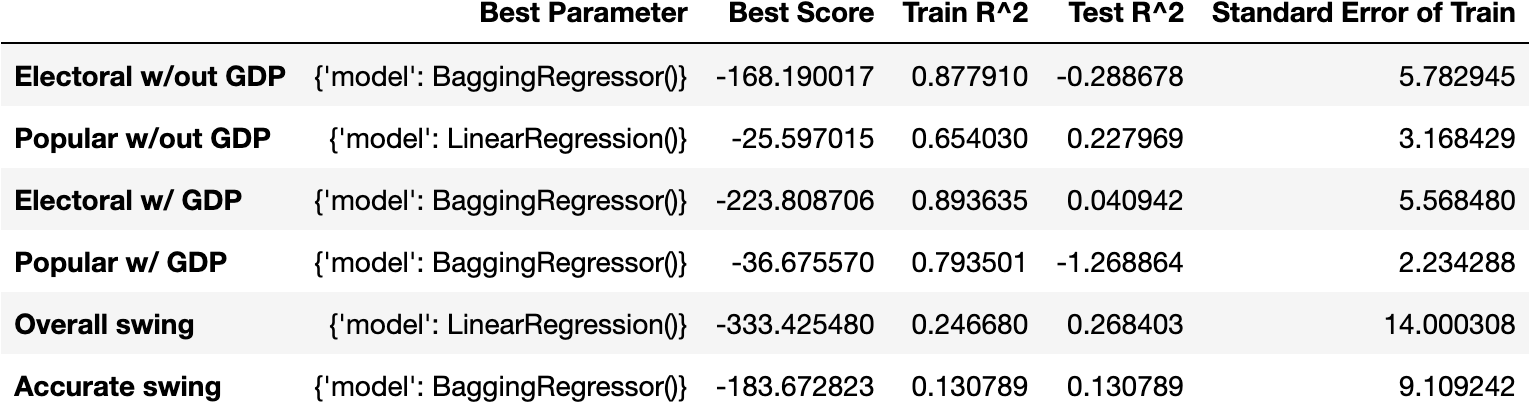 Best Parameter Best Score Train R^2 Test R^2 Standard Error of Train
Electoral w/out GDP {'model': BaggingRegressor()} -168.190017 0.877910 -0.288678 5.782945
Popular w/out GDP {'model': LinearRegression()} -25.597015 0.654030 0.227969 3.168429
Electoral w/ GDP {'model': BaggingRegressor()} -223.808706 0.893635 0.040942 5.568480
Popular w/ GDP {'model': BaggingRegressor()} -36.675570 0.793501 -1.268864 2.234288
Overall swing {'model': LinearRegression()} -333.425480 0.246680 0.268403 14.000308
Accurate swing {'model': BaggingRegressor()} -183.672823 0.130789 0.130789 9.109242